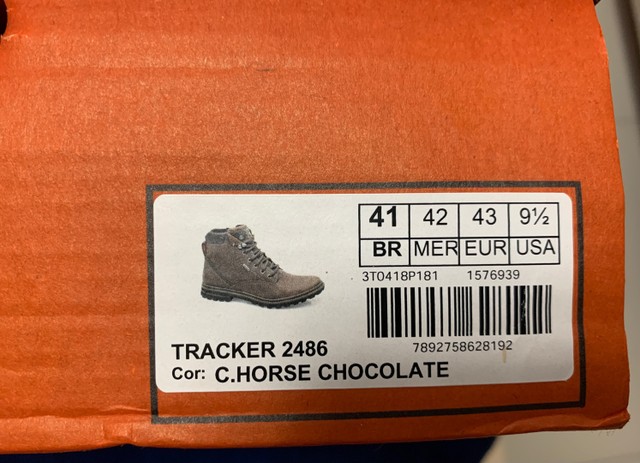 41 42 43 9½
BR MER EUR USA
3T0418P181 1576939
7892758628192
TRACKER 2486
Cor: C.HORSE CHOCOLATE